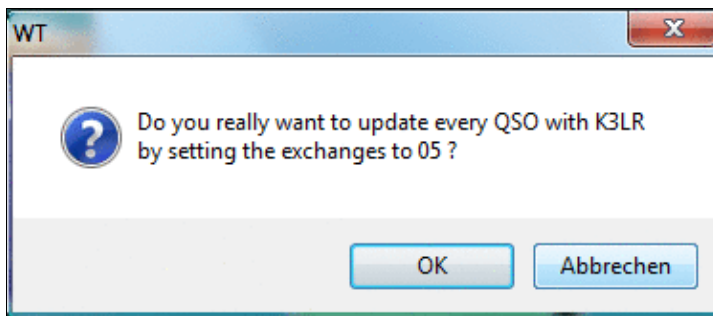 WT
Do you really want to update every QSO with K3LR
by setting the exchanges to 05 ?
OK
Abbrechen